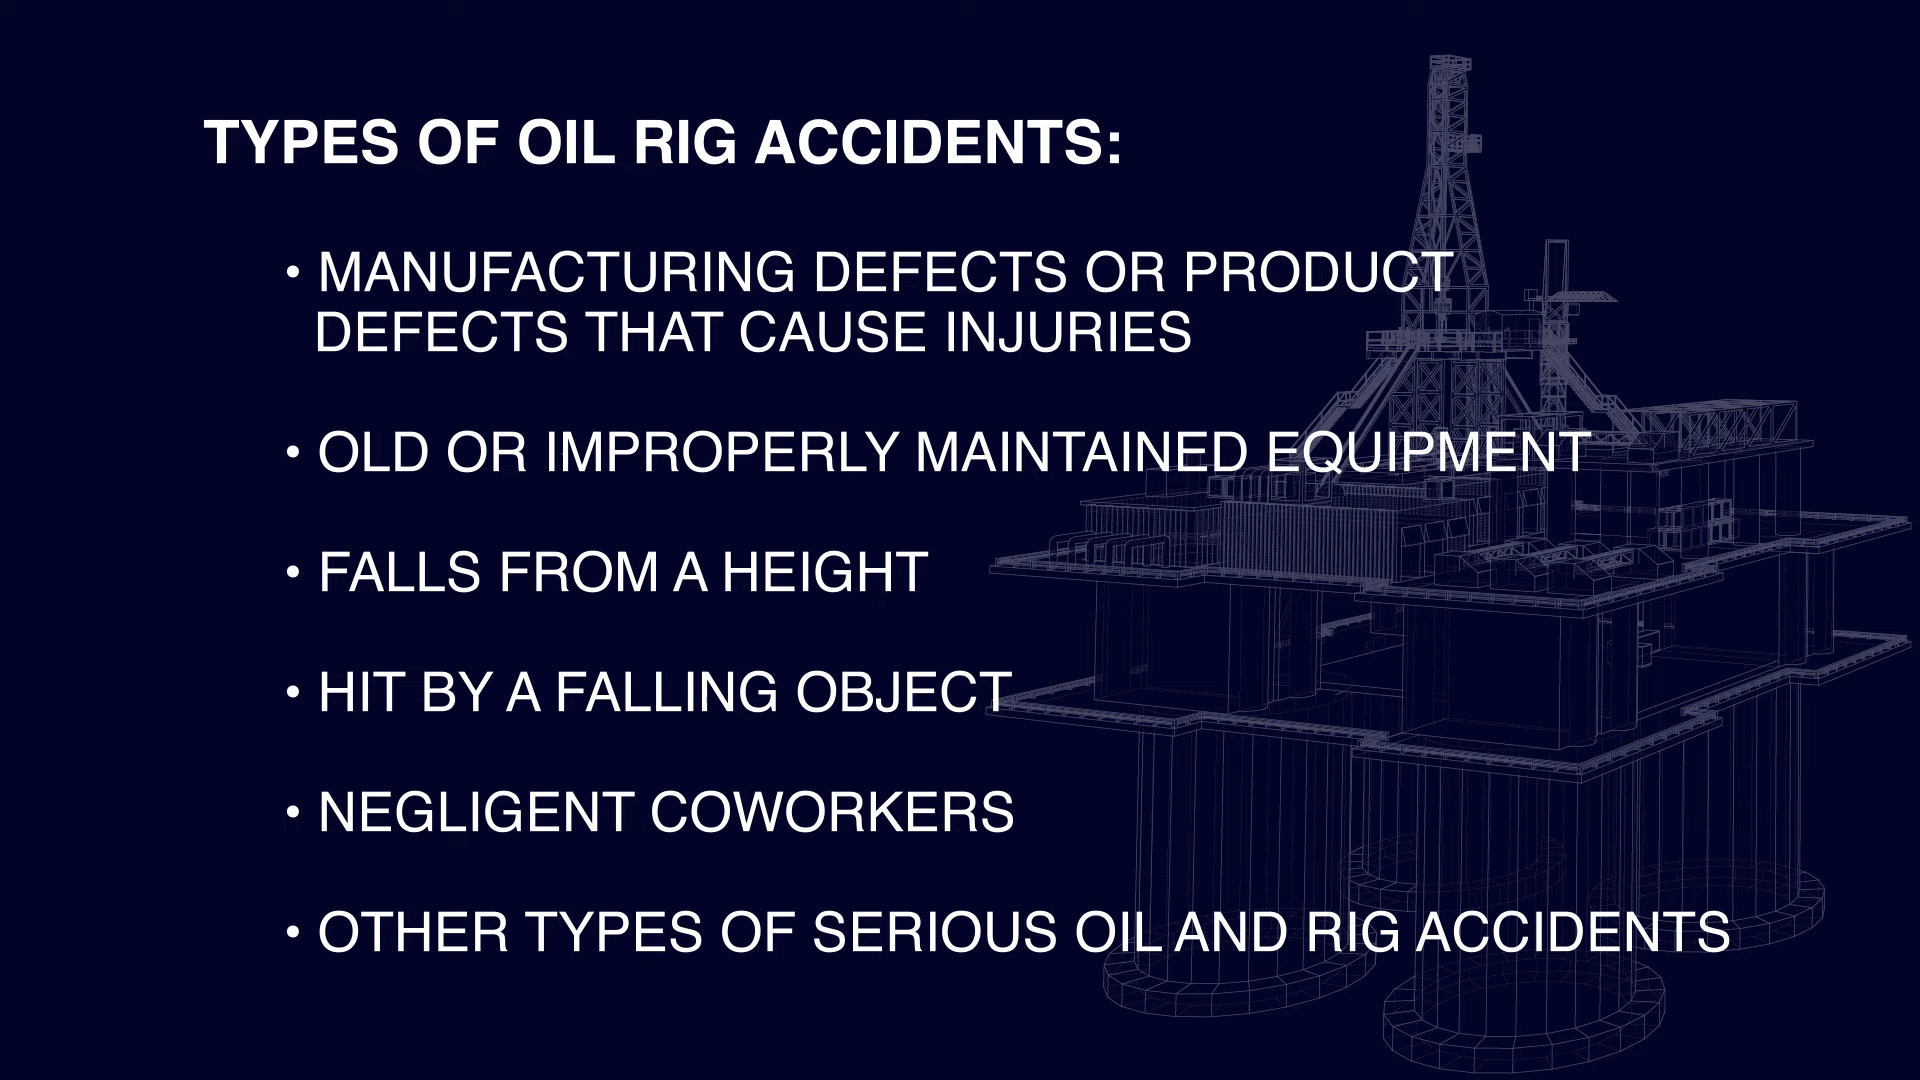 TYPES OF OIL RIG ACCIDENTS:
• MANUFACTURING DEFECTS OR PRODUCT
DEFECTS THAT CAUSE INJURIES
• OLD OR IMPROPERLY MAINTAINED EQUIPMENT
• FALLS FROM A HEIGHT
• HIT BY A FALLING OBJECT
• NEGLIGENT COWORKERS
• OTHER TYPES OF SERIOUS OIL AND RIG ACCIDENTS